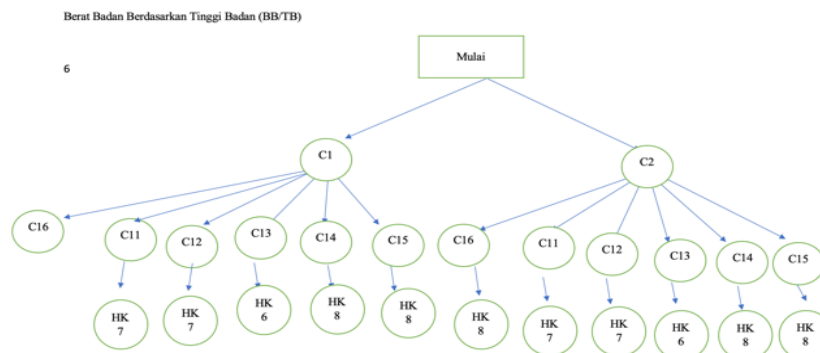 Berat Badan Berdasarkan Tinggi Badan (BB/TB)
6
Mulai
C1
C2
C16
C11
C12
C13
C14
C15
C16
C11
C12
C13
C14
C15
HK
7
HK
7
HK
6
HK
8
HK
8
HK
8
HK
7
HK
7
HK
6
HK
8
HK
8